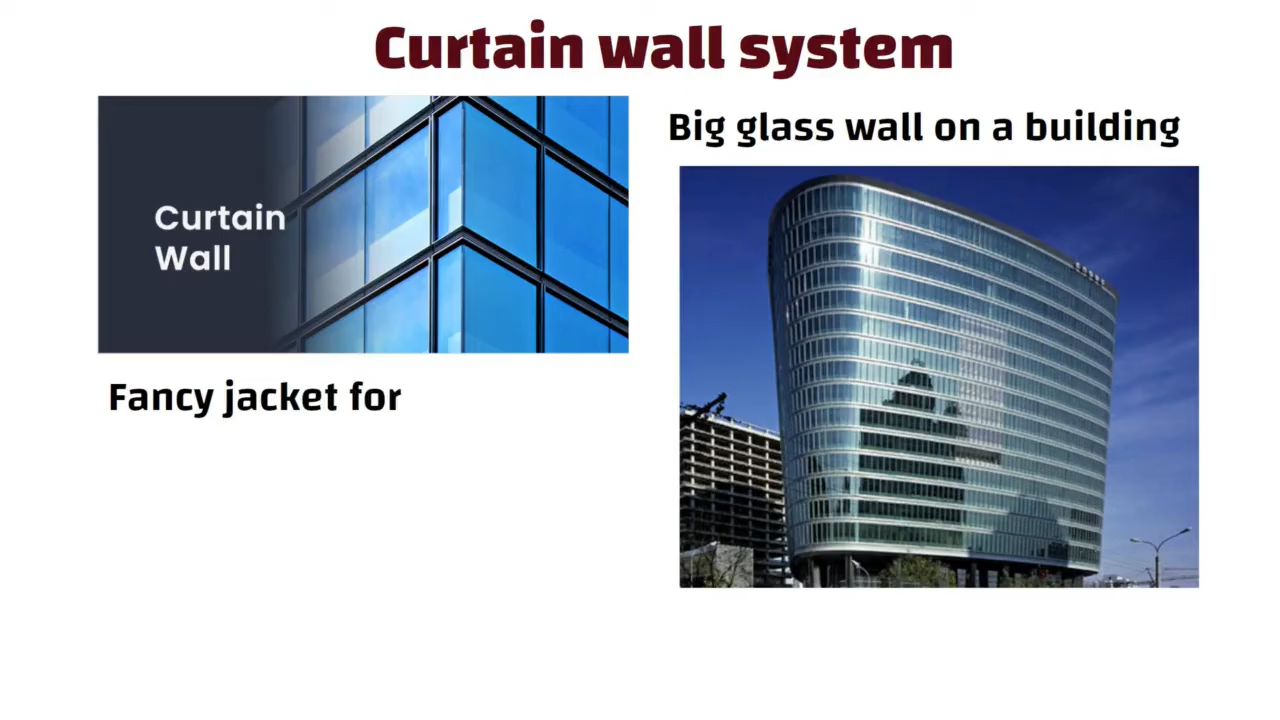 Curtain wall system
Curtain
Wall
Big glass wall on a building
Fancy jacket for